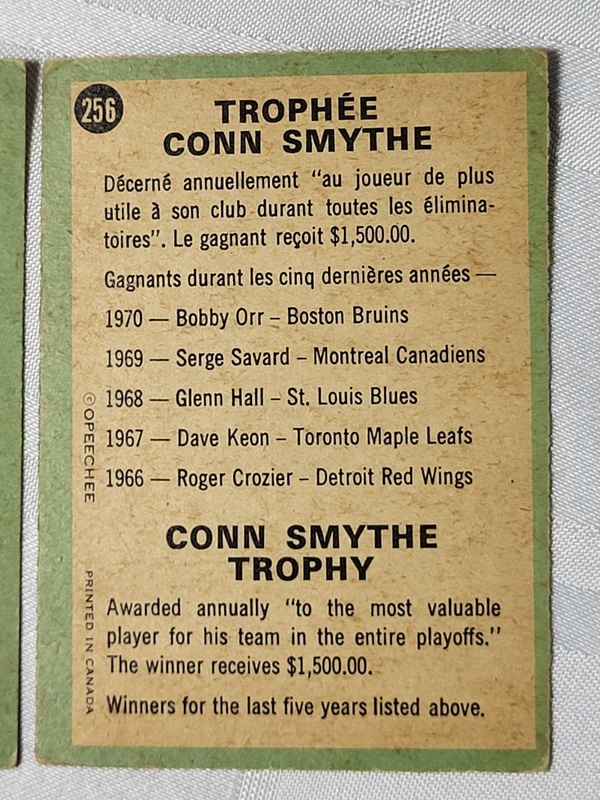 256
TROPHÉE
CONN SMYTHE
Décerné annuellement "au joueur de plus
utile à son club durant toutes les élimina-
toires". Le gagnant reçoit $1,500.00.
Gagnants durant les cinq dernières années —
1970 — Bobby Orr – Boston Bruins
1969 — Serge Savard – Montreal Canadiens
1968 — Glenn Hall – St. Louis Blues
1967 — Dave Keon – Toronto Maple Leafs
1966 — Roger Crozier – Detroit Red Wings
CONN SMYTHE
TROPHY
Awarded annually "to the most valuable
player for his team in the entire playoffs."
The winner receives $1,500.00.
Winners for the last five years listed above.
© OPEECHEE
PRINTED IN CANADA